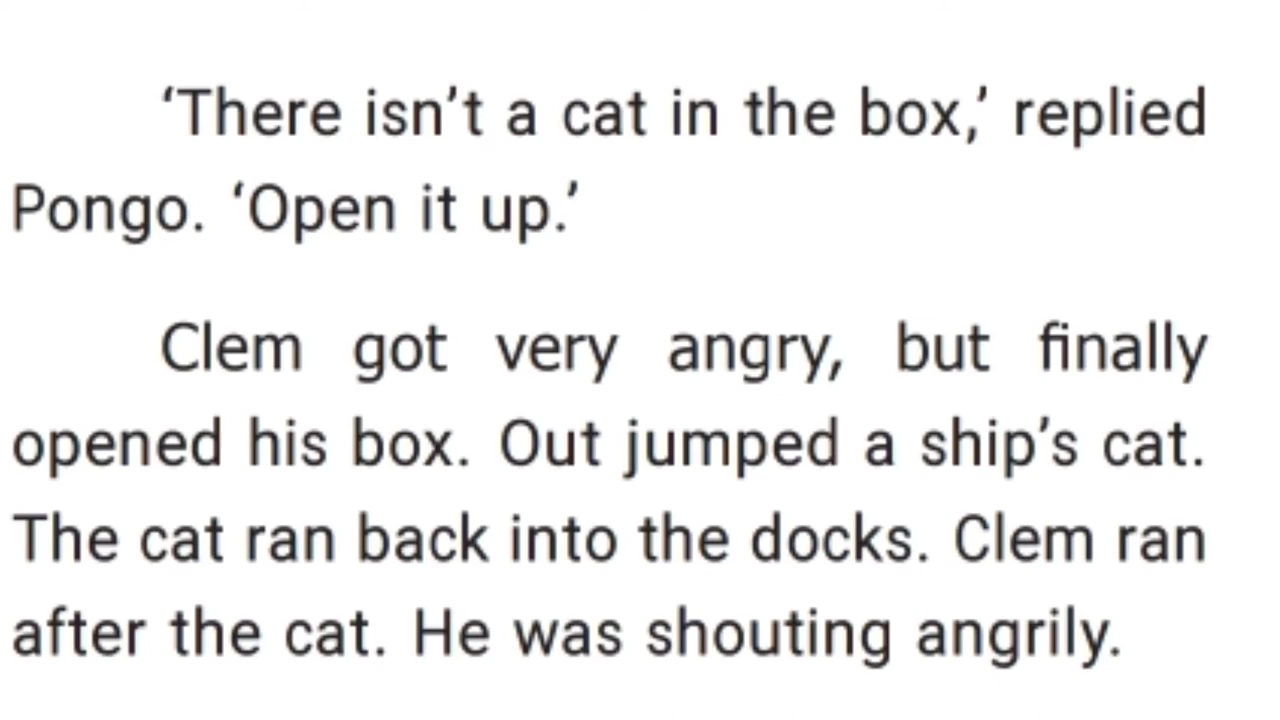 ‘There isn’t a cat in the box,’ replied
Pongo. ‘Open it up.’
Clem got very angry, but finally
opened his box. Out jumped a ship’s cat.
The cat ran back into the docks. Clem ran
after the cat. He was shouting angrily.